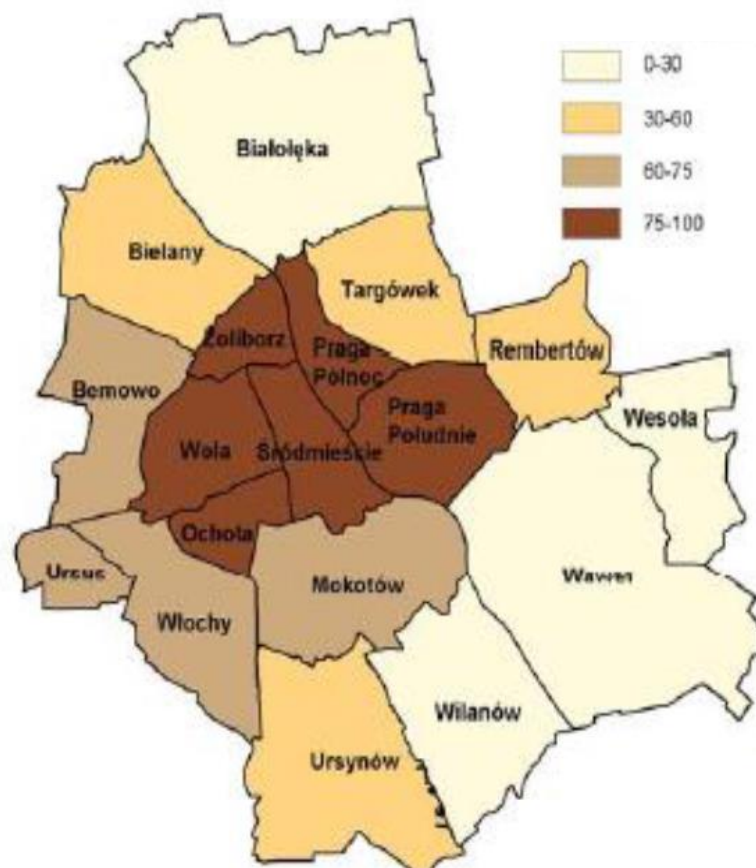 0-30
30-60
60-75
75-100
Białołęka
Bielany
Targówek
Żoliborz
Praga
Północ
Rembertów
Bemowo
Praga
Południe
Wesoła
Wola
Śródmieście
Ochota
Ursus
Mokotów
Wawer
Włochy
Wilanów
Ursynów